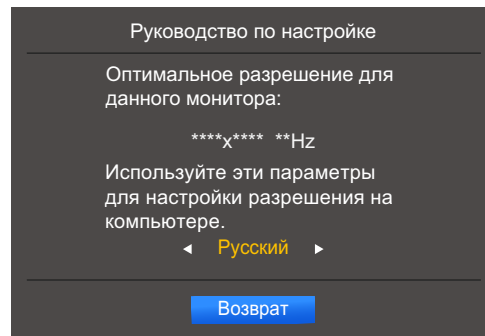 Руководство по настройке
Оптимальное разрешение для
данного монитора:
****x**** **Hz
Используйте эти параметры
для настройки разрешения на
компьютере.
Русский
Возврат